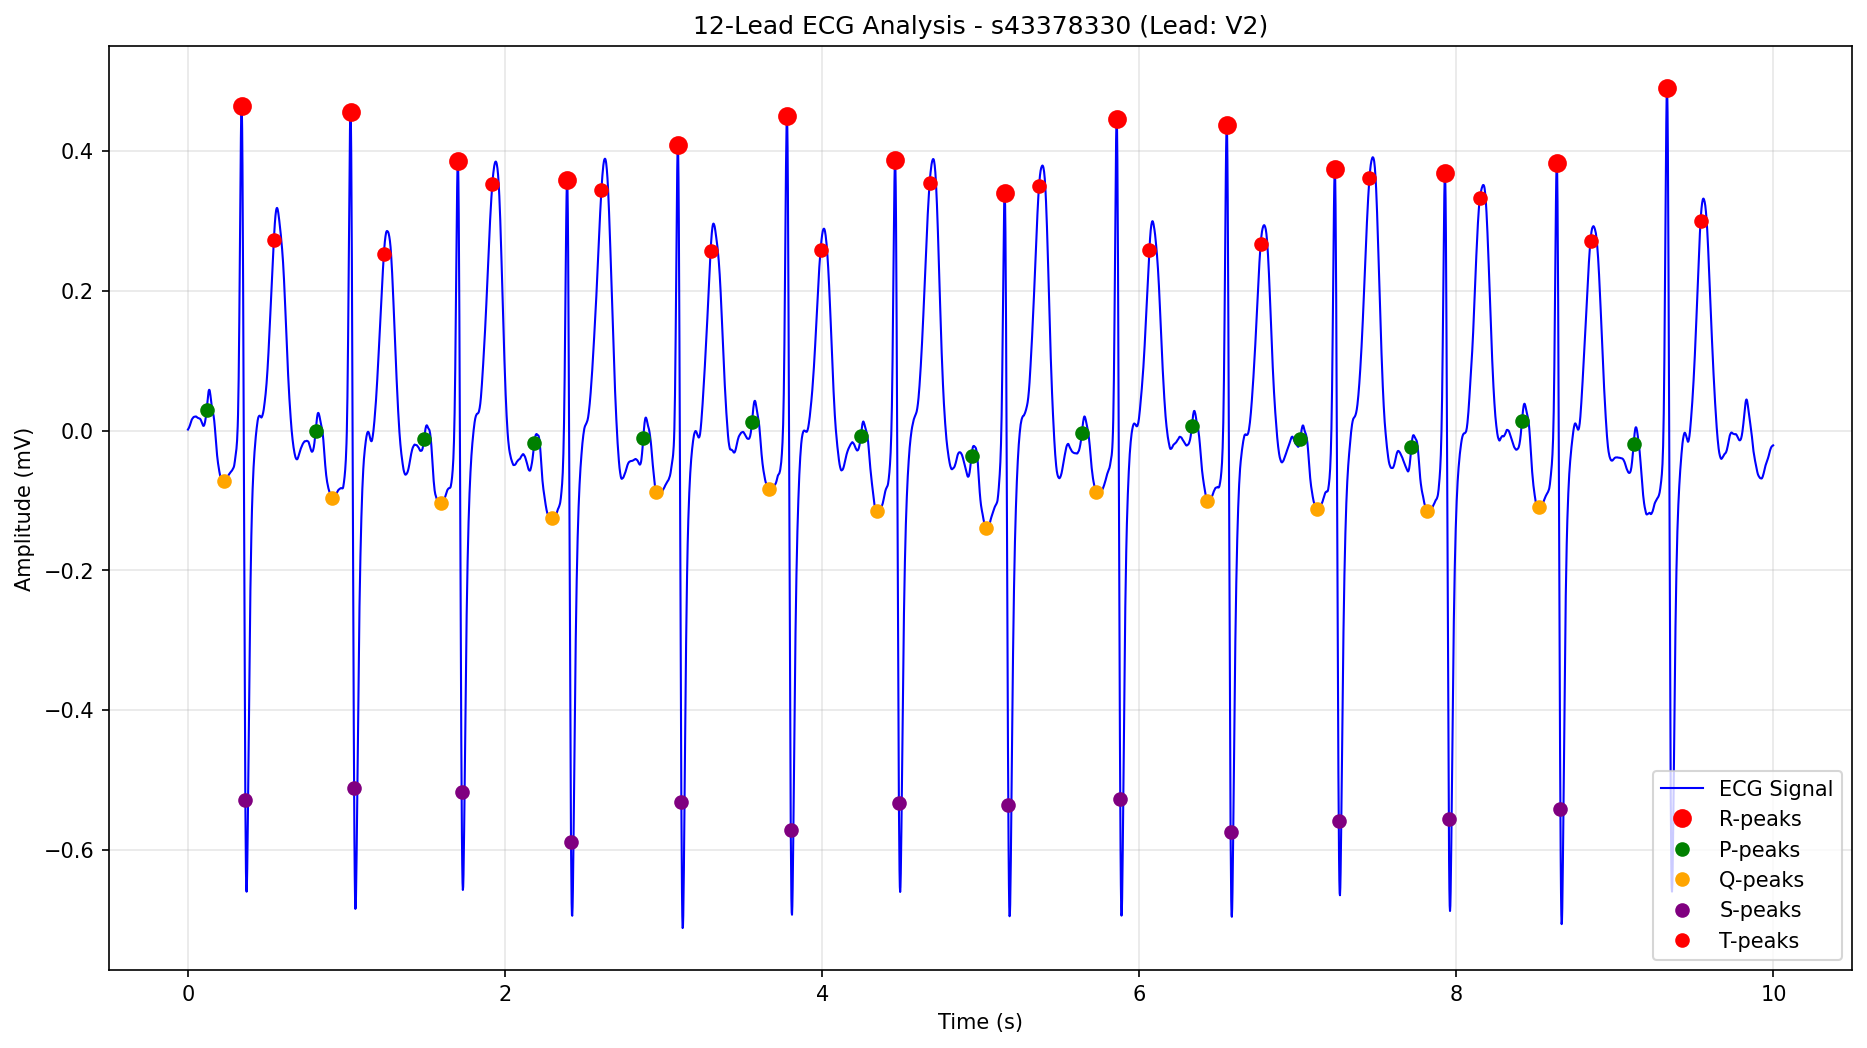 12-Lead ECG Analysis - s43378330 (Lead: V2)
Amplitude (mV)
0.4
0.2
0.0
−0.2
−0.4
−0.6
0 2 4 6 8 10
Time (s)
ECG Signal
R-peaks
P-peaks
Q-peaks
S-peaks
T-peaks